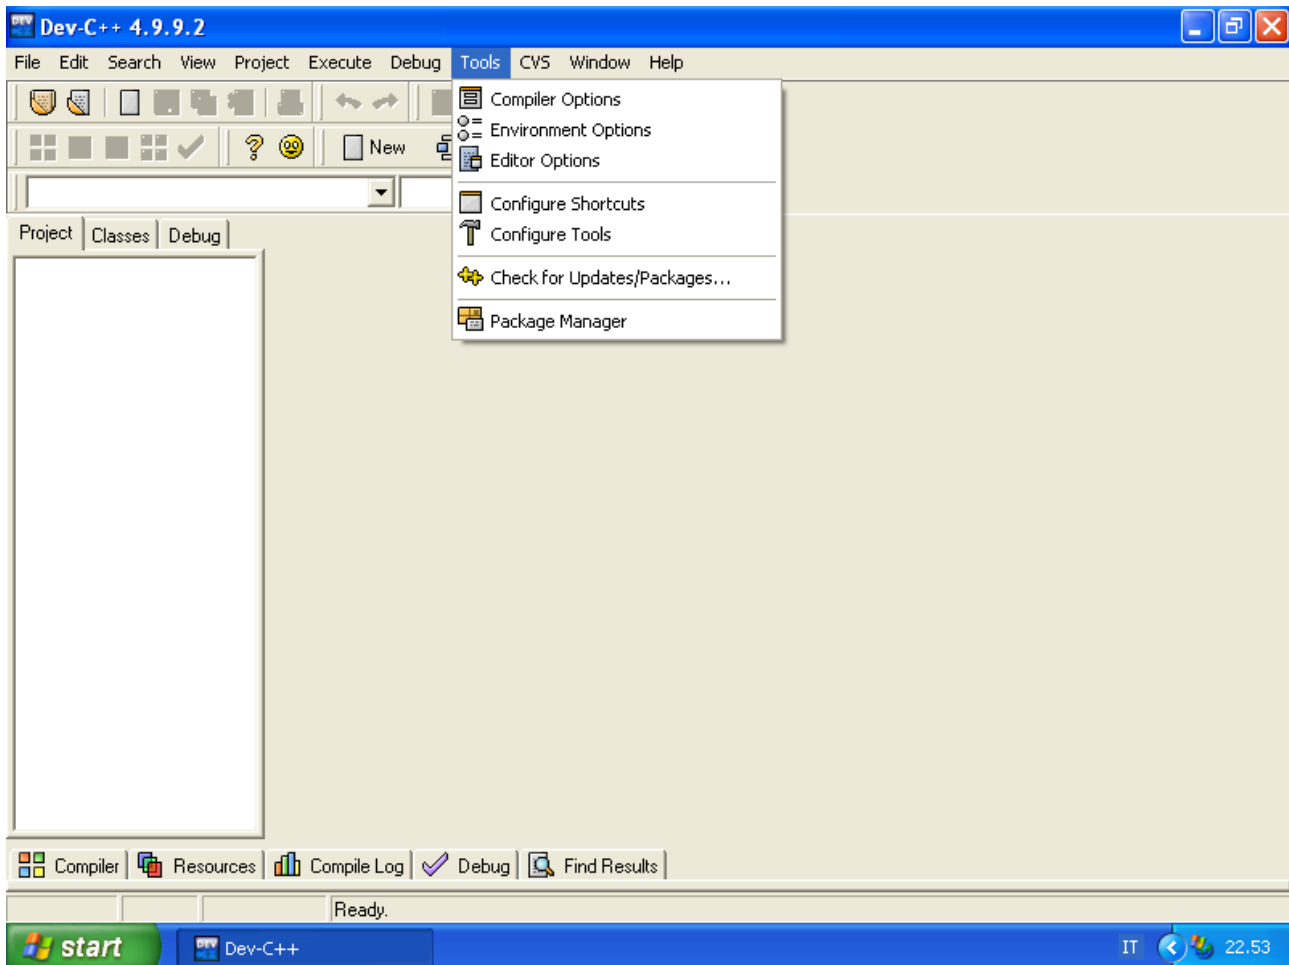 DEV Dev-C++ 4.9.9.2
File Edit Search View Project Execute Debug Tools CVS Window Help
Compiler Options
Environment Options
Editor Options
New
Configure Shortcuts
Configure Tools
Check for Updates/Packages...
Package Manager
Project Classes Debug
Compiler Resources Compile Log Debug Find Results
Ready.
start DEV Dev-C++ IT 22.53